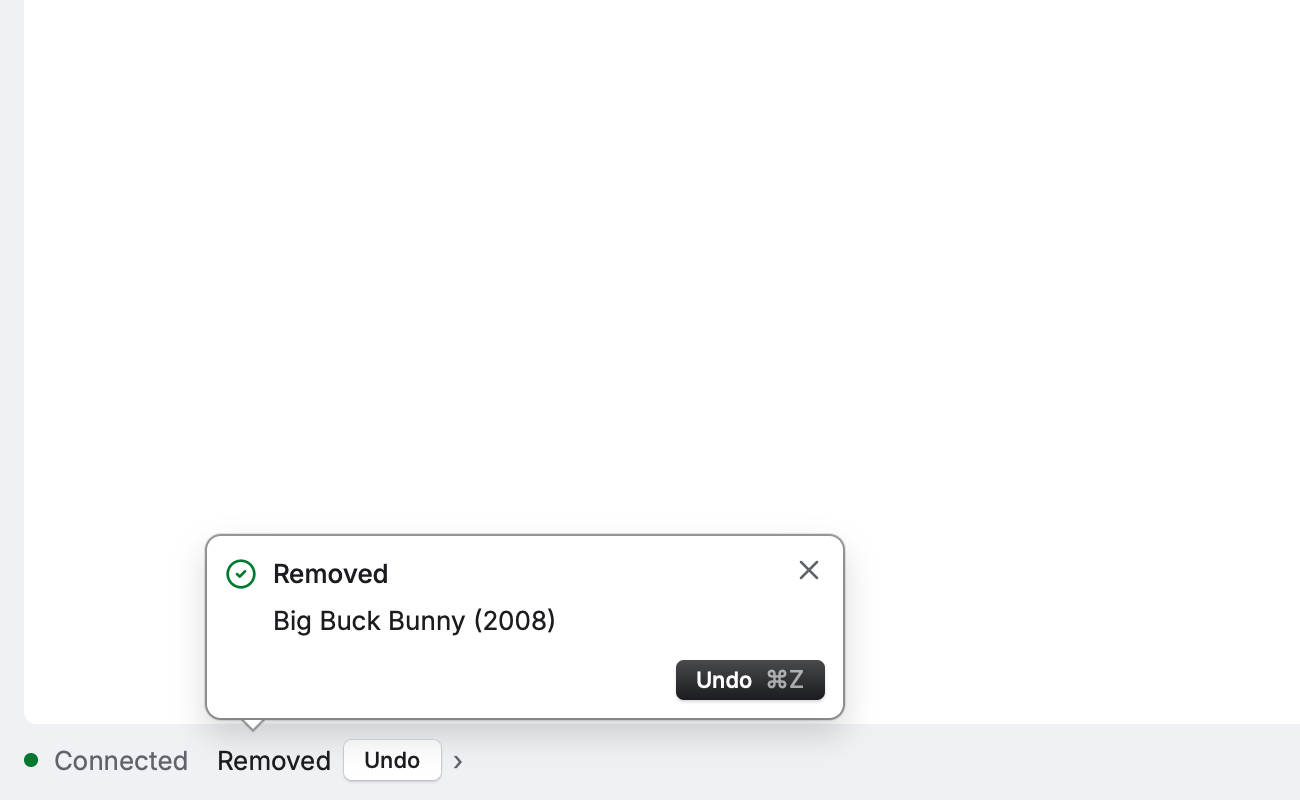 Removed
Big Buck Bunny (2008)
Undo ⌘Z
Connected Removed Undo ›